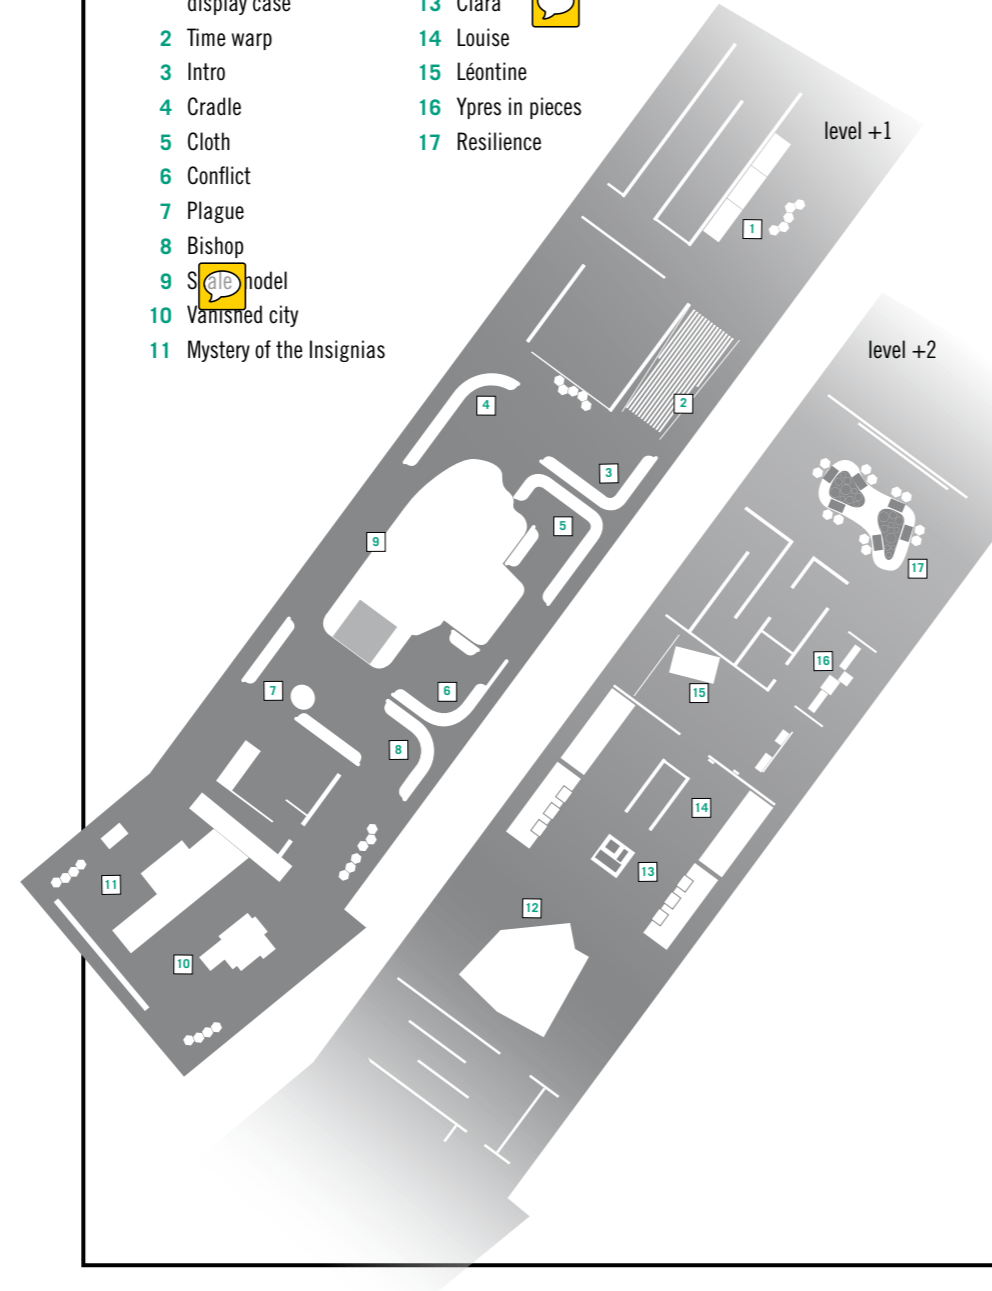 display case
2 Time warp
3 Intro
4 Cradle
5 Cloth
6 Conflict
7 Plague
8 Bishop
9 Scale model
10 Vanished city
11 Mystery of the Insignias
13 Clara
14 Louise
15 Léontine
16 Ypres in pieces
17 Resilience
level +1
1
2
3
4
5
9
6
7
8
11
10
level +2
17
16
15
14
13
12